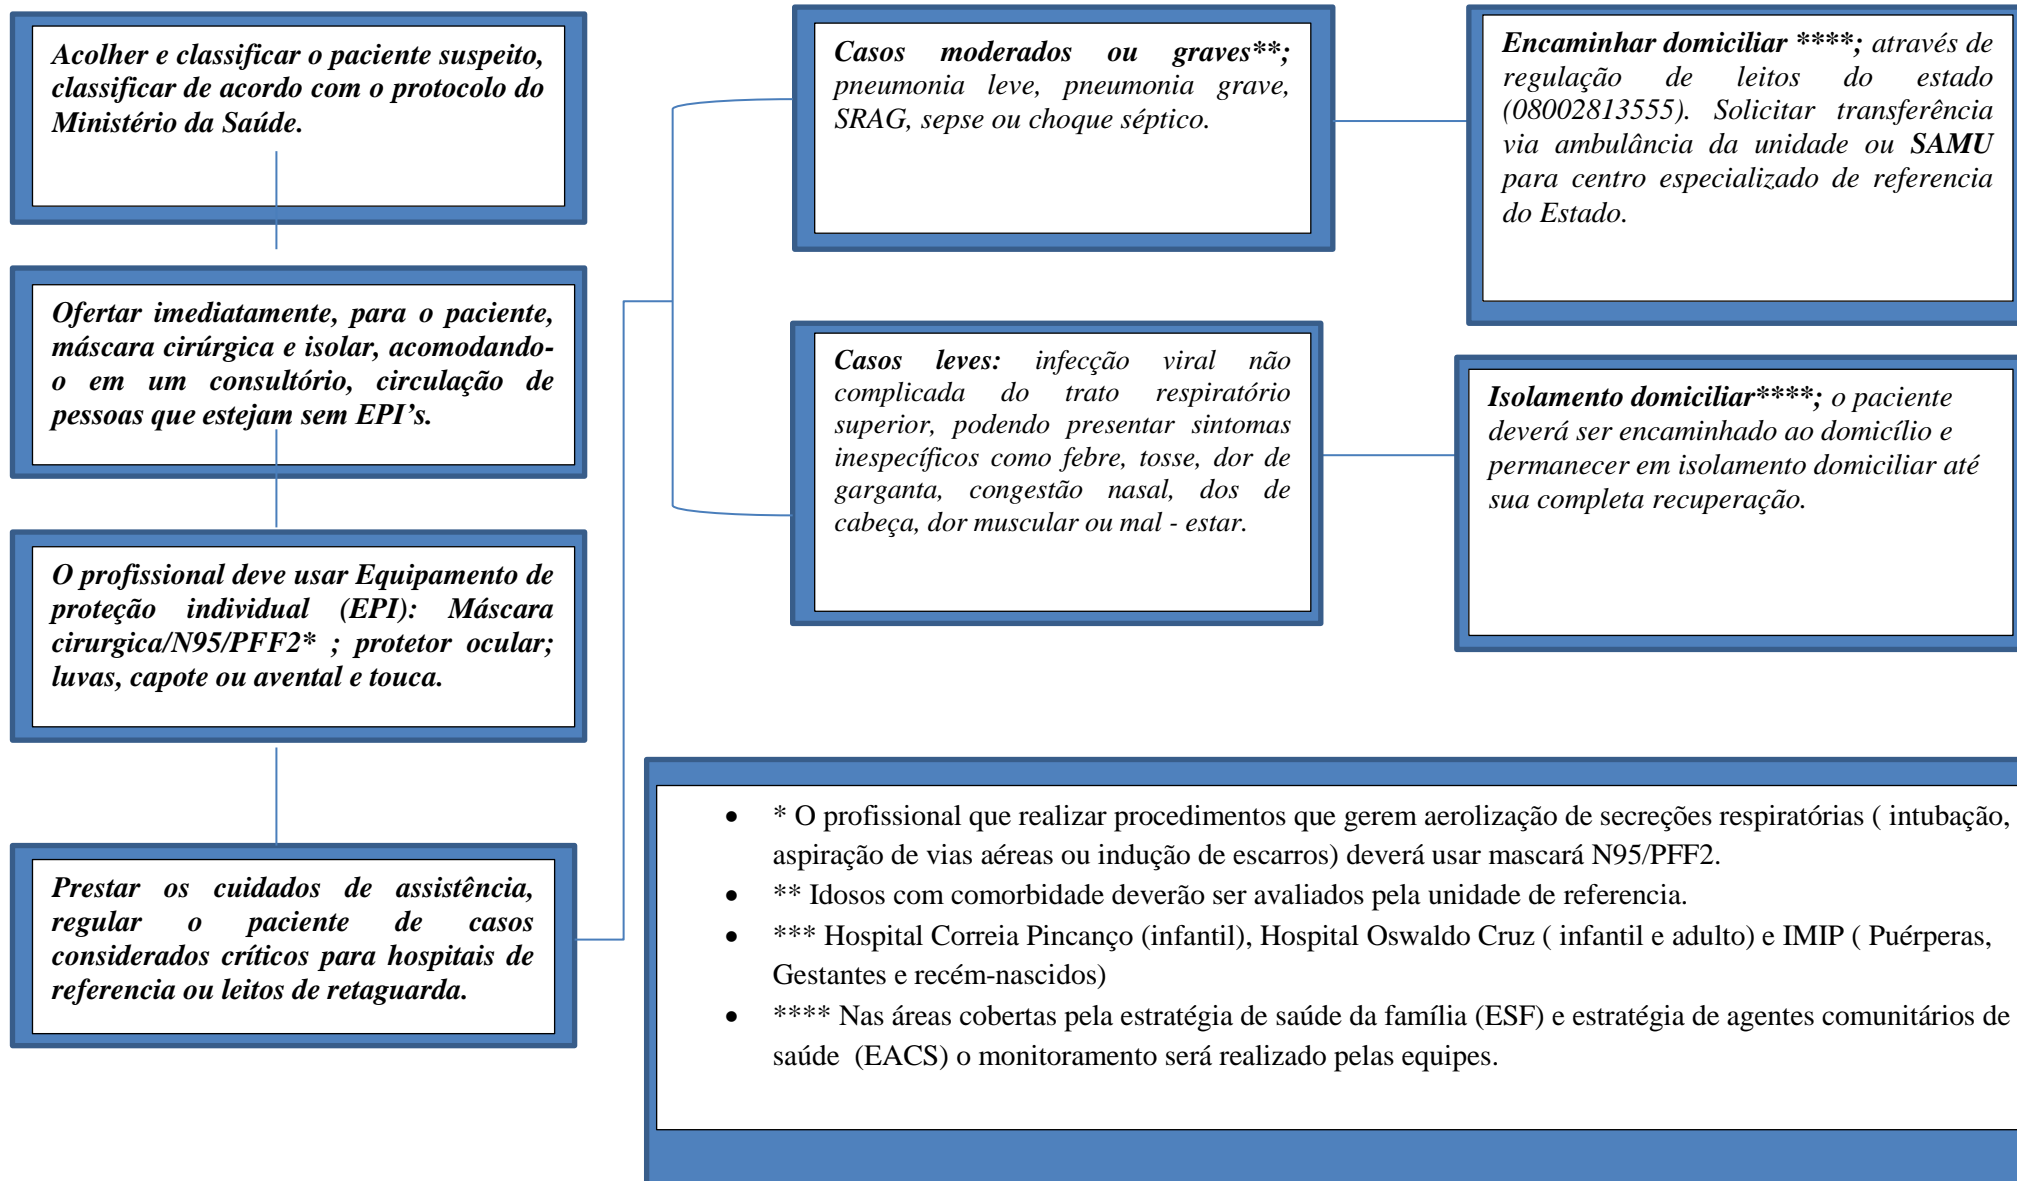 Acolher e classificar o paciente suspeito,
classificar de acordo com o protocolo do
Ministério da Saúde.
Ofertar imediatamente, para o paciente,
máscara cirúrgica e isolar, acomodando-
o em um consultório, circulação de
pessoas que estejam sem EPI’s.
O profissional deve usar Equipamento de
proteção individual (EPI): Máscara
cirurgica/N95/PFF2* ; protetor ocular;
luvas, capote ou avental e touca.
Prestar os cuidados de assistência,
regular o paciente de casos
considerados críticos para hospitais de
referencia ou leitos de retaguarda.
Casos moderados ou graves**;
pneumonia leve, pneumonia grave,
SRAG, sepse ou choque séptico.
Encaminhar domiciliar ****; através de
regulação de leitos do estado
(08002813555). Solicitar transferência
via ambulância da unidade ou SAMU
para centro especializado de referencia
do Estado.
Casos leves: infecção viral não
complicada do trato respiratório
superior, podendo presentar sintomas
inespecíficos como febre, tosse, dor de
garganta, congestão nasal, dos de
cabeça, dor muscular ou mal - estar.
Isolamento domiciliar****; o paciente
deverá ser encaminhado ao domicílio e
permanecer em isolamento domiciliar até
sua completa recuperação.
• * O profissional que realizar procedimentos que gerem aerolização de secreções respiratórias ( intubação,
aspiração de vias aéreas ou indução de escarros) deverá usar mascará N95/PFF2.
• ** Idosos com comorbidade deverão ser avaliados pela unidade de referencia.
• *** Hospital Correia Pincanço (infantil), Hospital Oswaldo Cruz ( infantil e adulto) e IMIP ( Puérperas,
Gestantes e recém-nascidos)
• **** Nas áreas cobertas pela estratégia de saúde da família (ESF) e estratégia de agentes comunitários de
saúde (EACS) o monitoramento será realizado pelas equipes.